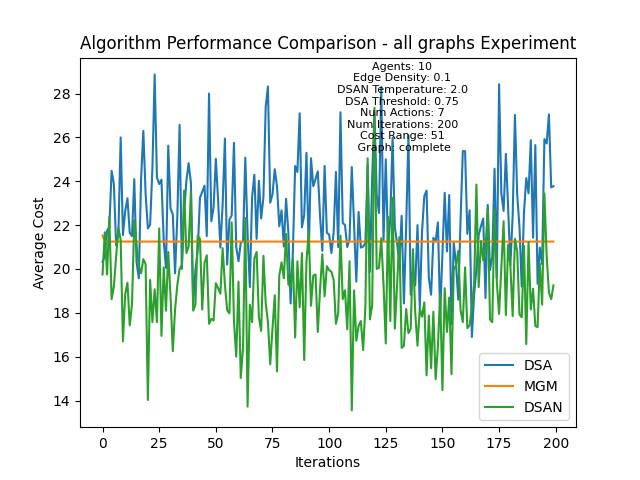 Algorithm Performance Comparison - all graphs Experiment
Agents: 10
Edge Density: 0.1
DSAN Temperature: 2.0
DSA Threshold: 0.75
Num Actions: 7
Num Iterations: 200
Cost Range: 51
Graph: complete
28
26
24
22
20
18
16
14
Average Cost
0 25 50 75 100 125 150 175 200
Iterations
DSA
MGM
DSAN